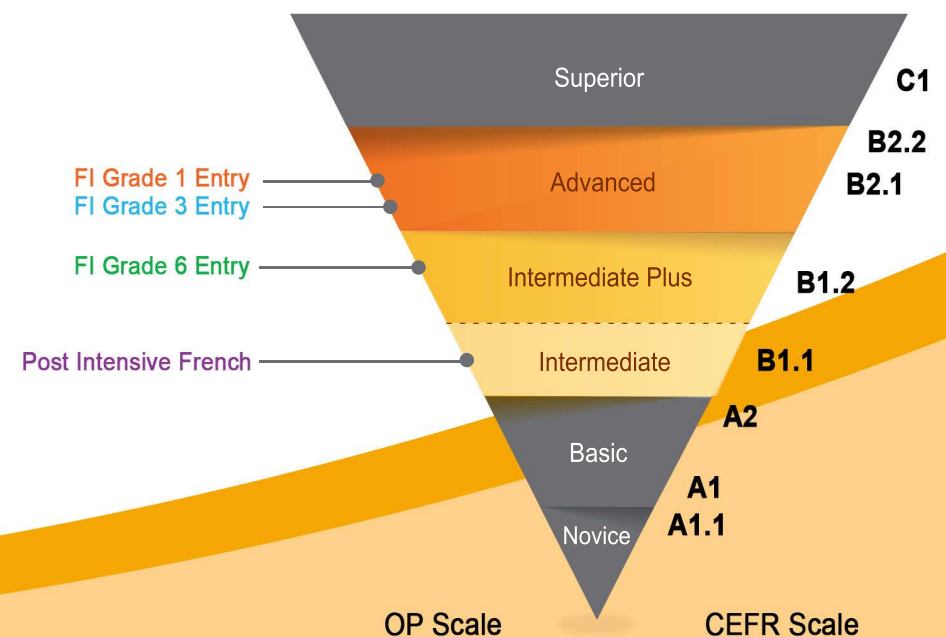 Superior
C1
B2.2
FI Grade 1 Entry
Advanced
B2.1
FI Grade 3 Entry
FI Grade 6 Entry
Intermediate Plus
B1.2
Post Intensive French
Intermediate
B1.1
A2
Basic
A1
A1.1
Novice
OP Scale
CEFR Scale